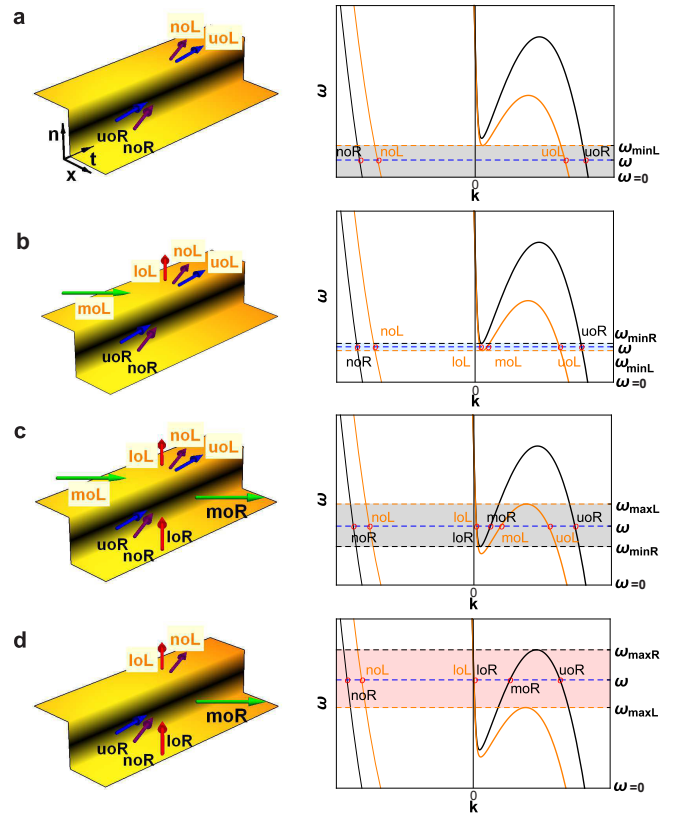 a
noL
uoL
uoR
noR
n
t
x
ω
noR
noL
uoL
uoR
ωminL
ω
ω=0
0
k
b
loL
noL
uoL
moL
uoR
noR
ω
noL
noR
loL
moL
uoL
uoR
ωminR
ω
ωminL
ω=0
0
k
c
loL
noL
uoL
moL
moR
uoR
noR
loR
ω
noL
noR
loL
moR
uoR
loR
moL
uoL
ωmaxL
ω
ωminR
ω=0
0
k
d
loL
noL
moR
uoR
noR
loR
ω
noL
noR
loL
loR
moR
uoR
ωmaxR
ω
ωmaxL
ω=0
0
k